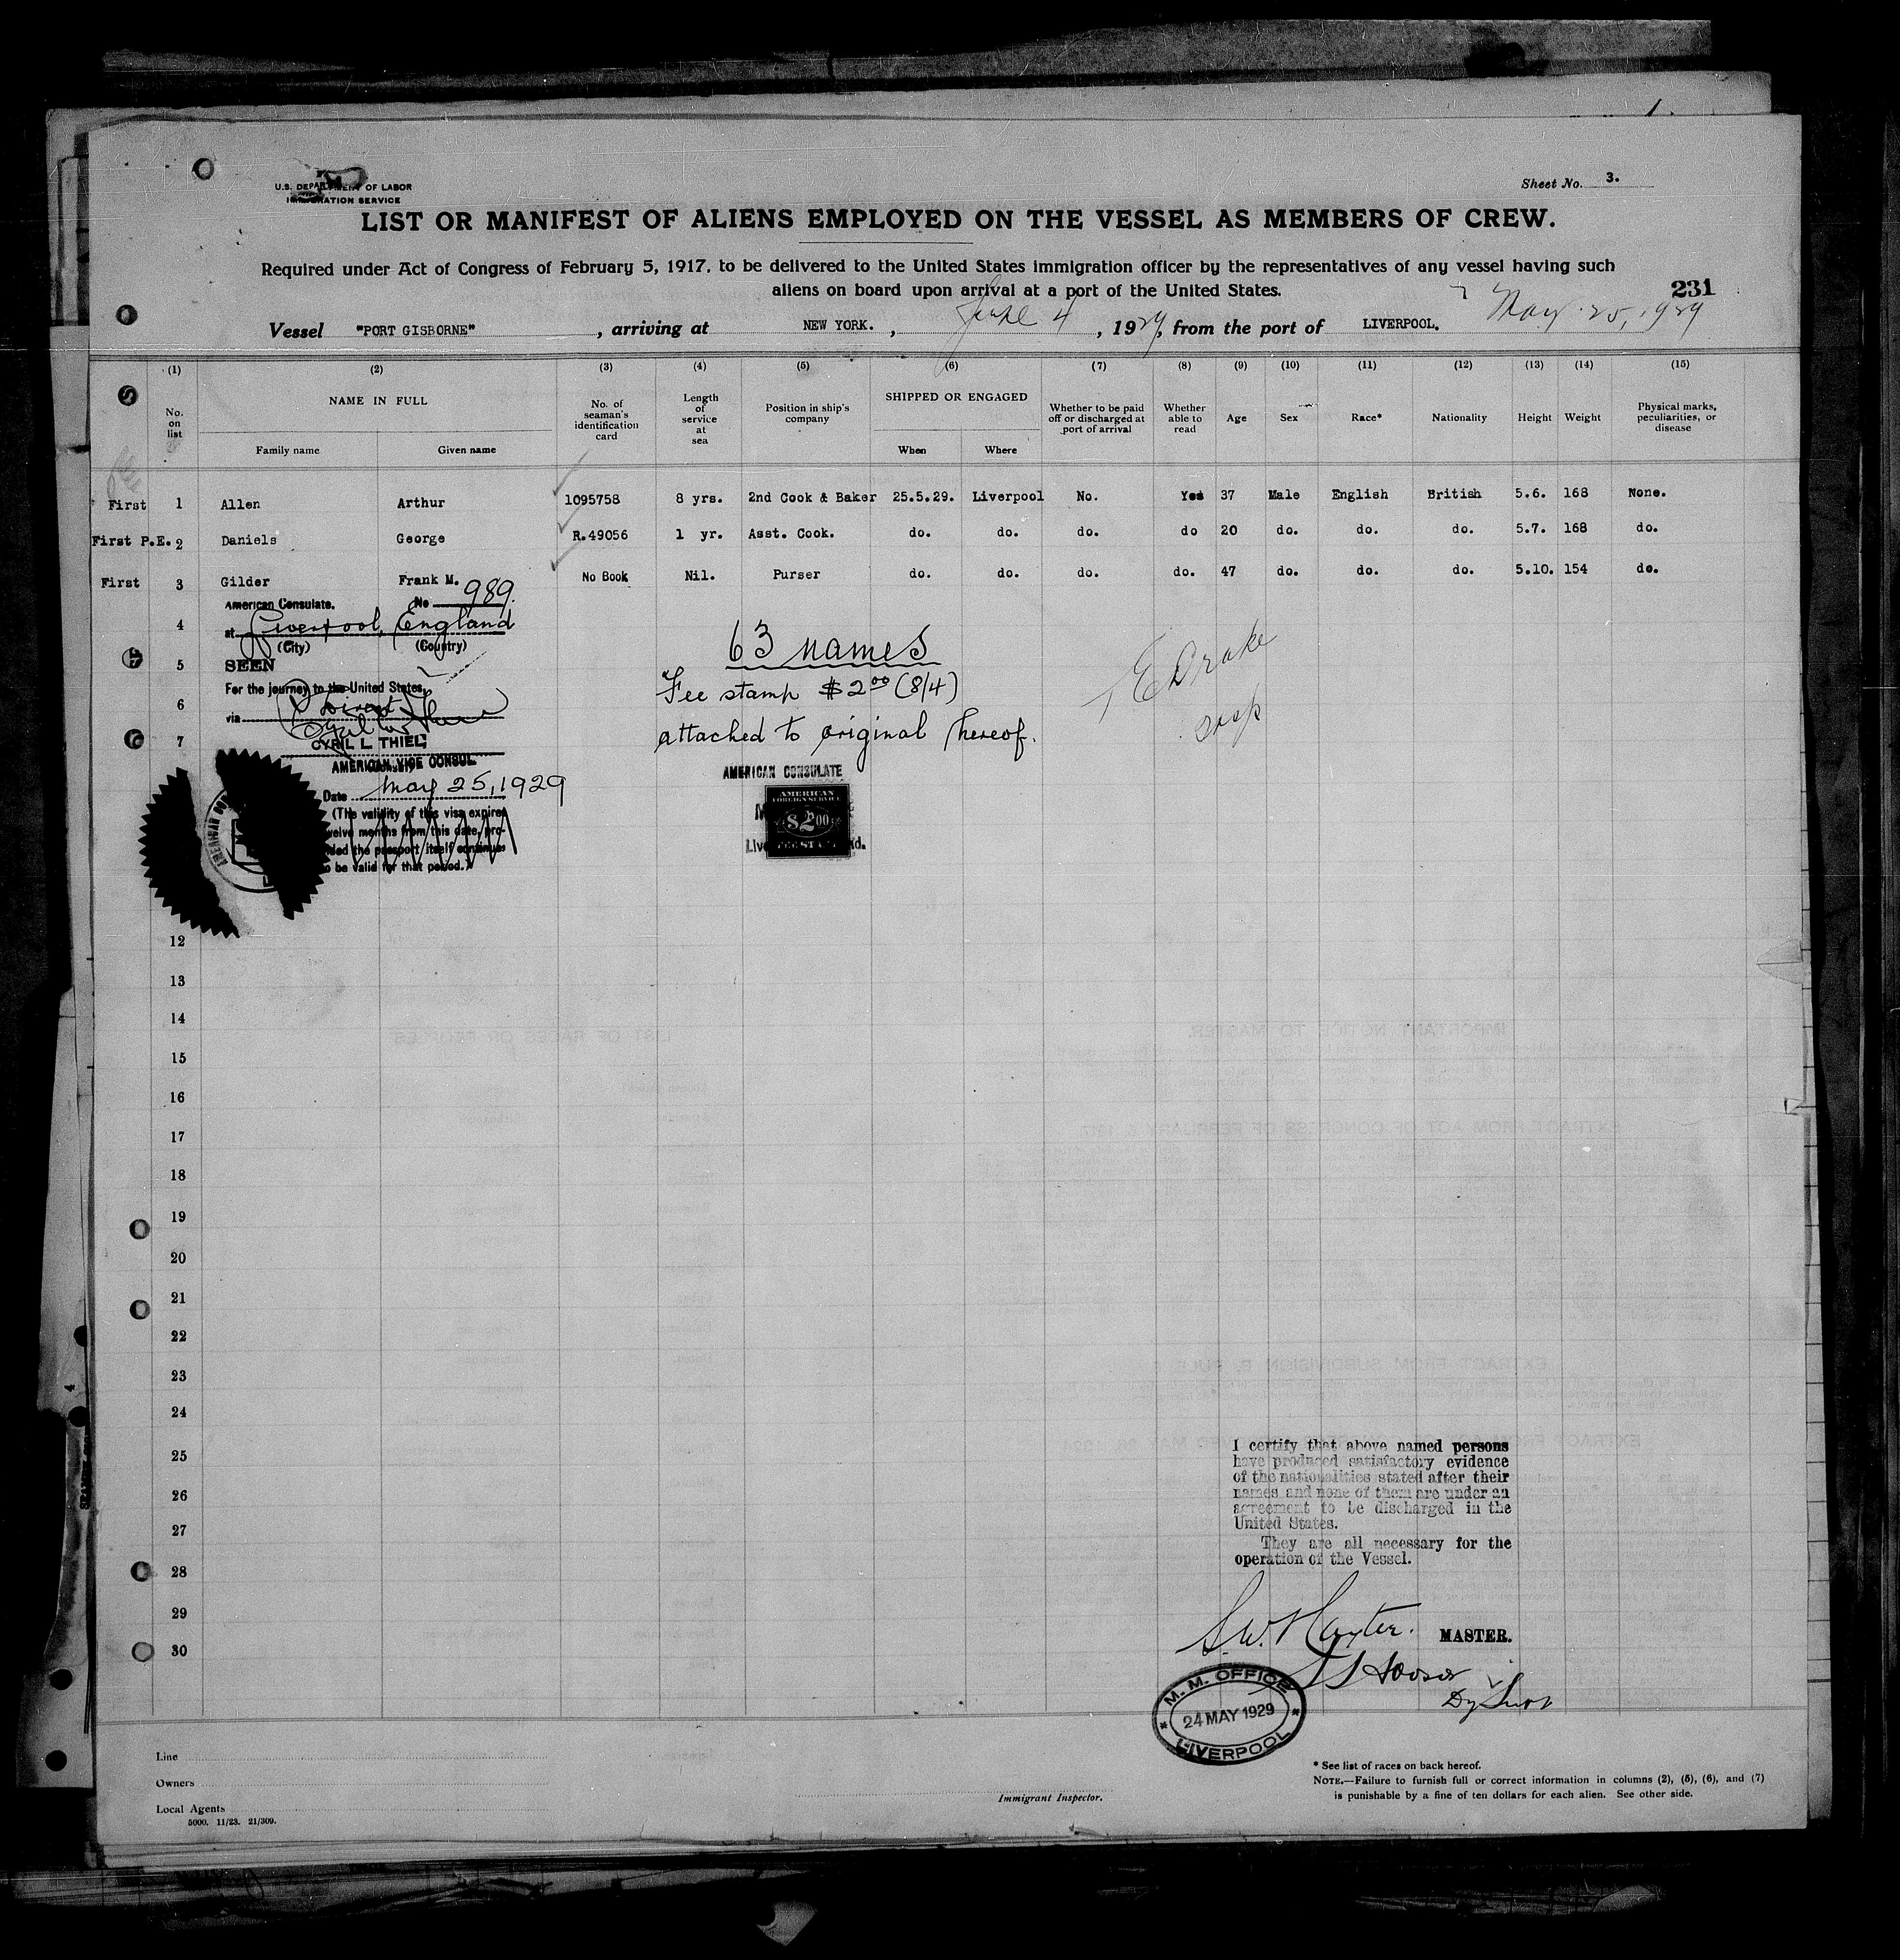 U.S. DEPARTMENT OF LABOR
IMMIGRATION SERVICE
Sheet No. 3.
LIST OR MANIFEST OF ALIENS EMPLOYED ON THE VESSEL AS MEMBERS OF CREW.
Required under Act of Congress of February 5, 1917, to be delivered to the United States immigration officer by the representatives of any vessel having such
aliens on board upon arrival at a port of the United States.
231
Vessel "PORT GISBORNE", arriving at NEW YORK., June 4, 1929, from the port of LIVERPOOL. May 25, 1929
(1) (2) (3) (4) (5) (6) (7) (8) (9) (10) (11) (12) (13) (14) (15)
No. on list NAME IN FULL Family name Given name No. of seaman's identification card Length of service at sea Position in ship's company SHIPPED OR ENGAGED When Where Whether to be paid off or discharged at port of arrival Whether able to read Age Sex Race* Nationality Height Weight Physical marks, peculiarities, or disease
First 1 Allen Arthur 1095758 8 yrs. 2nd Cook & Baker 25.5.29. Liverpool No. Yes 37 Male English British 5.6. 168 None.
First P.E. 2 Daniels George R.49056 1 yr. Asst. Cook. do. do. do. do 20 do. do. do. 5.7. 168 do.
First 3 Gilder Frank M. No Book Nil. Purser do. do. do. do. 47 do. do. do. 5.10. 154 do.
American Consulate. No 989.
4
at Liverpool, England
(City) (Country)
5
SEEN
For the journey to the United States,
6
via Direct
7
CYRIL L. THIEL
AMERICAN VICE CONSUL
Date May 25, 1929
(The validity of this visa expires
twelve months from this date, pro-
vided the passport itself continues
to be valid for that period.)
63 names
Fee stamp $2.00 (8/4)
attached to original hereof.
AMERICAN CONSULATE
AMERICAN
FOREIGN SERVICE
$2.00
FEE STAMP
E Drake
12
13
14
15
16
17
18
19
20
21
22
23
24
25
26
27
28
29
30
I certify that above named persons
have produced satisfactory evidence
of the nationalities stated after their
names and none of them are under an
agreement to be discharged in the
United States.
They are all necessary for the
operation of the Vessel.
MASTER.
M. M. OFFICE
24 MAY 1929
LIVERPOOL
Line
Owners
Local Agents
5000. 11/23. 21/309.
Immigrant Inspector.
* See list of races on back hereof.
NOTE.—Failure to furnish full or correct information in columns (2), (5), (6), and (7)
is punishable by a fine of ten dollars for each alien. See other side.